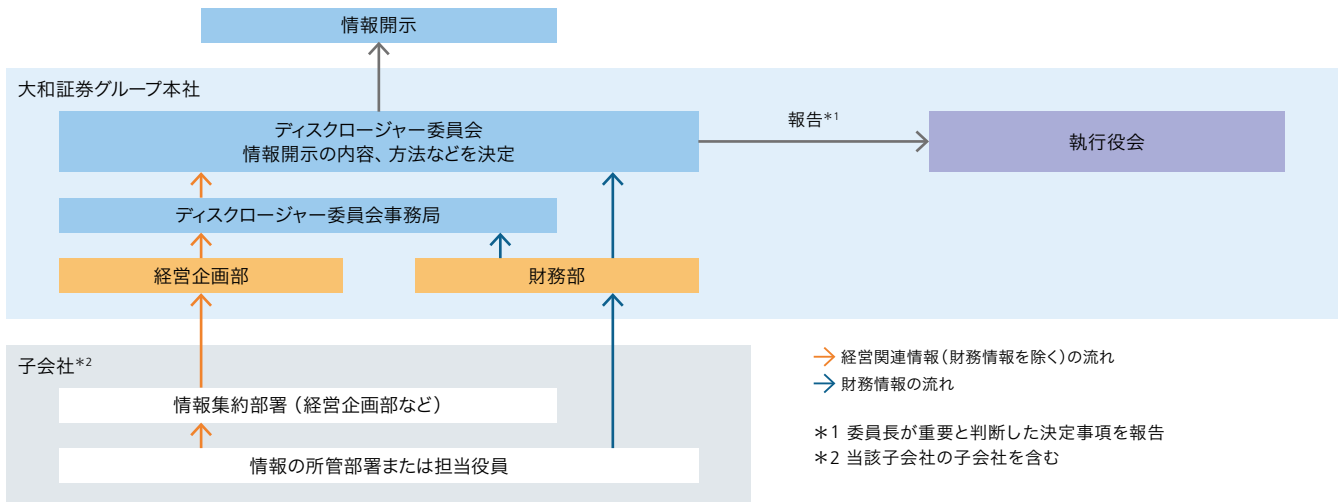 情報開示
大和証券グループ本社
ディスクロージャー委員会
情報開示の内容、方法などを決定
報告*1
執行役会
ディスクロージャー委員会事務局
経営企画部
財務部
子会社*2
情報集約部署（経営企画部など）
情報の所管部署または担当役員
経営関連情報（財務情報を除く）の流れ
財務情報の流れ
*1 委員長が重要と判断した決定事項を報告
*2 当該子会社の子会社を含む